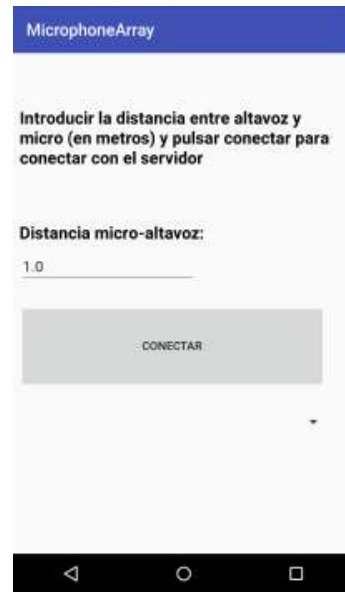 MicrophoneArray
Introducir la distancia entre altavoz y
micro (en metros) y pulsar conectar para
conectar con el servidor
Distancia micro-altavoz:
1.0
CONECTAR